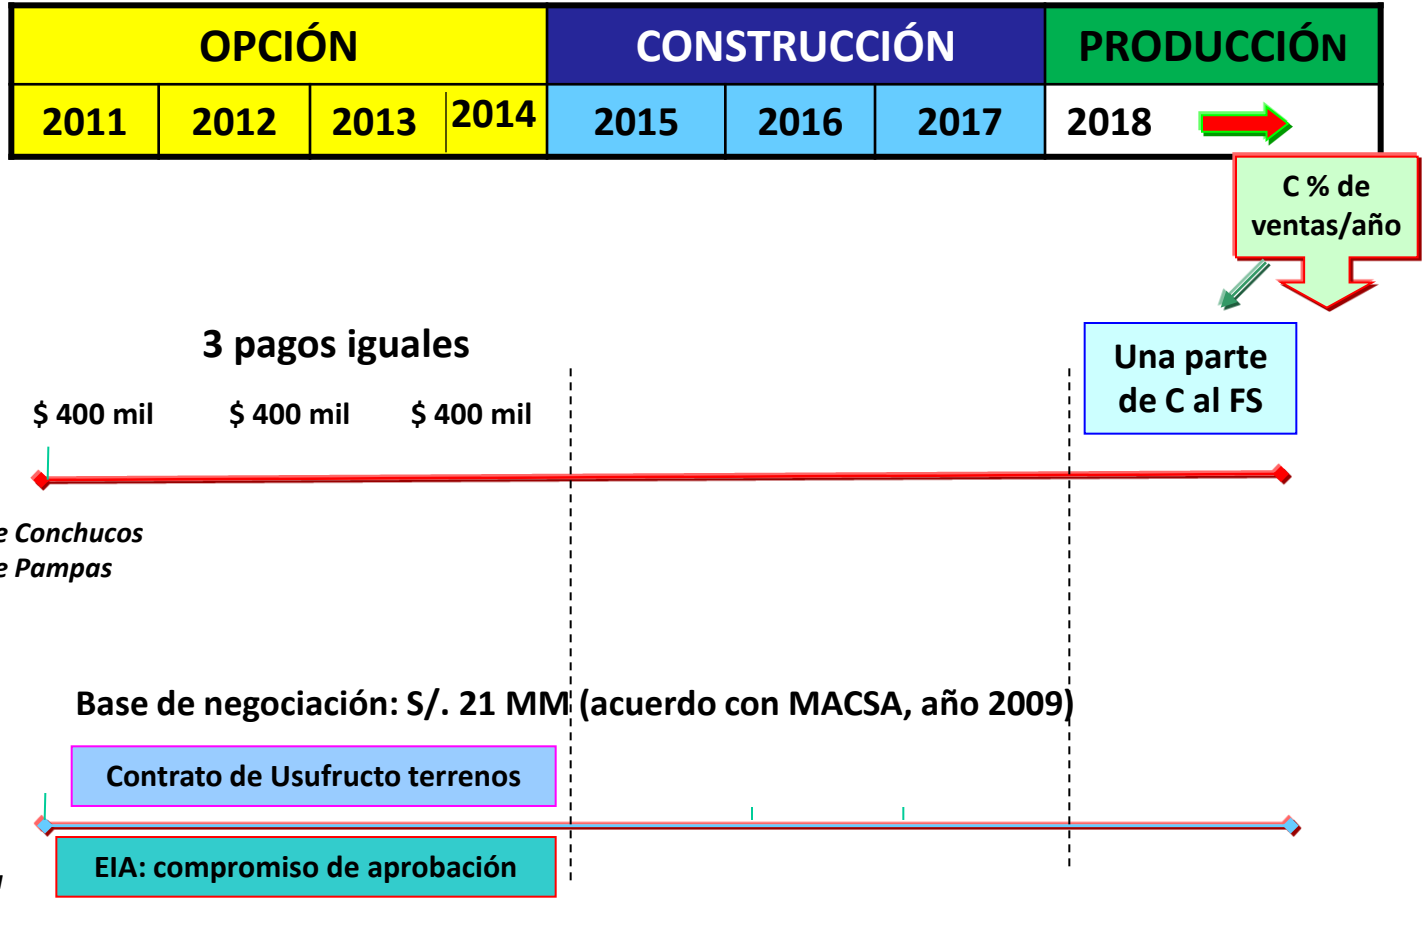 OPCIÓN CONSTRUCCIÓN PRODUCCIÓN
2011 2012 2013 2014 2015 2016 2017 2018
C % de
ventas/año
3 pagos iguales
Una parte
de C al FS
$ 400 mil $ 400 mil $ 400 mil
e Conchucos
e Pampas
Base de negociación: S/. 21 MM (acuerdo con MACSA, año 2009)
Contrato de Usufructo terrenos
EIA: compromiso de aprobación